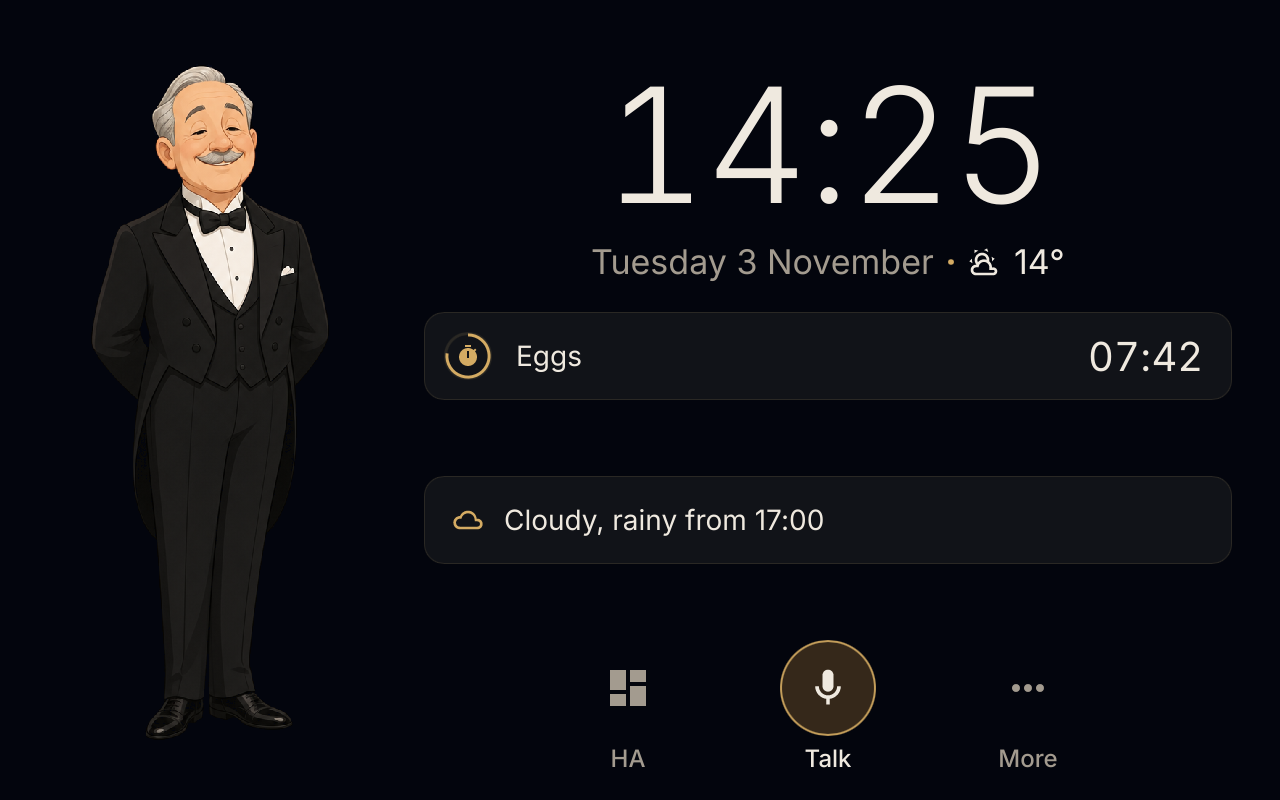 14:25
Tuesday 3 November • 14°
Eggs 07:42
Cloudy, rainy from 17:00
HA Talk More